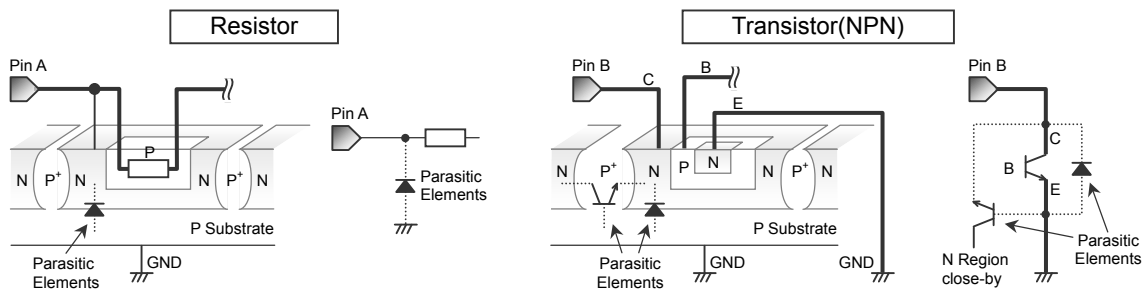 Resistor
Transistor(NPN)
Pin A
Pin A
P
N
P+
N
N
P+
N
Parasitic
Elements
P Substrate
Parasitic
Elements
GND
Pin B
C
B
E
N
P+
N
P
N
N
P+
N
P Substrate
Parasitic
Elements
GND
GND
Pin B
C
B
E
Parasitic
Elements
N Region
close-by